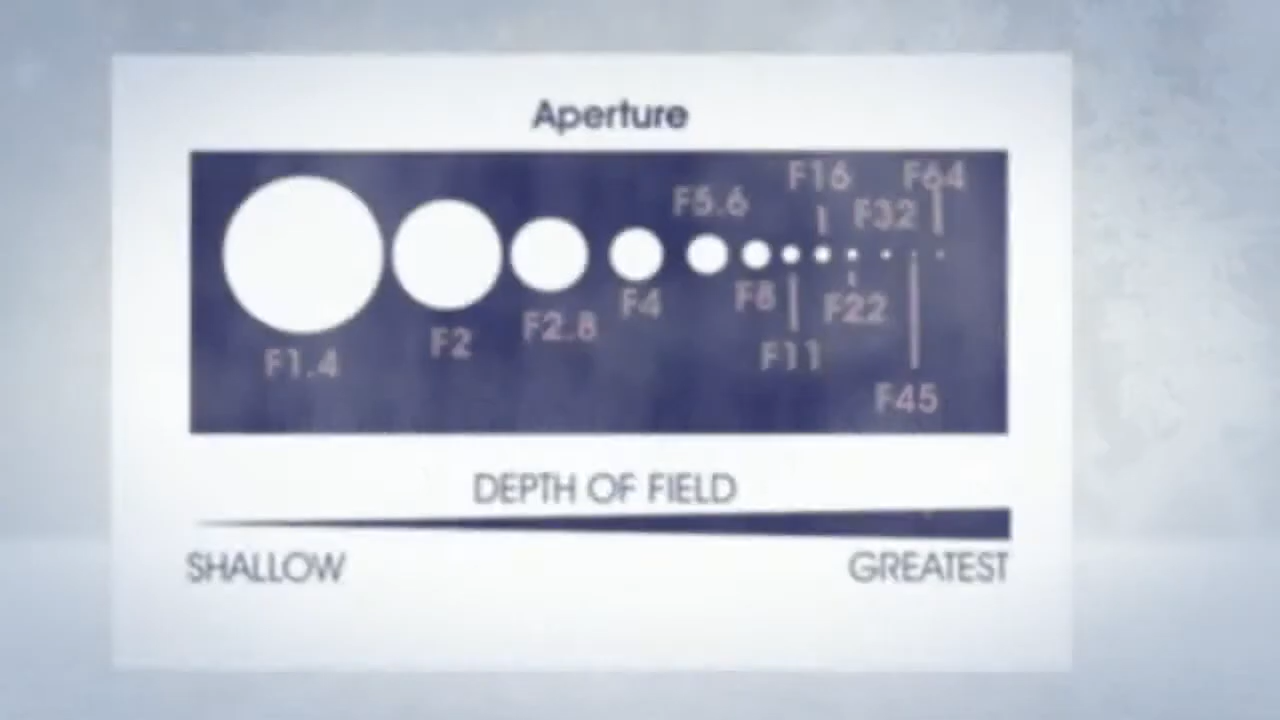 Aperture
F16 F64
F5.6 F32
F8 F22
F4
F2.8
F2
F11
F1.4
F45
DEPTH OF FIELD
SHALLOW GREATEST